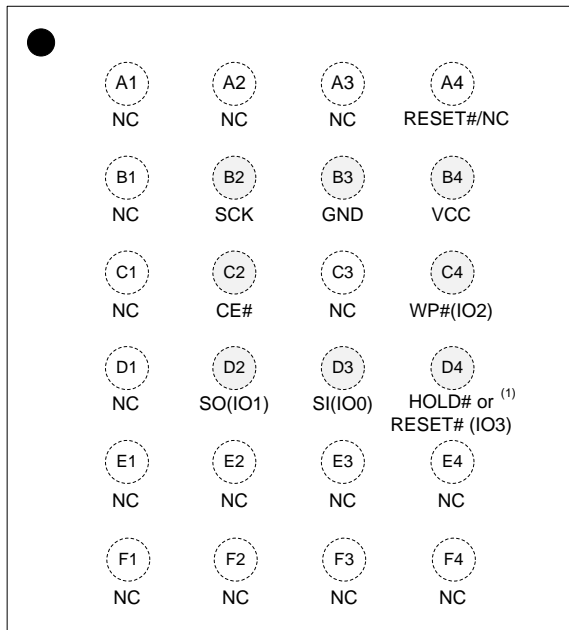 A1 A2 A3 A4
NC NC NC RESET#/NC
B1 B2 B3 B4
NC SCK GND VCC
C1 C2 C3 C4
NC CE# NC WP#(IO2)
D1 D2 D3 D4
NC SO(IO1) SI(IO0) HOLD# or (1)
RESET# (IO3)
E1 E2 E3 E4
NC NC NC NC
F1 F2 F3 F4
NC NC NC NC